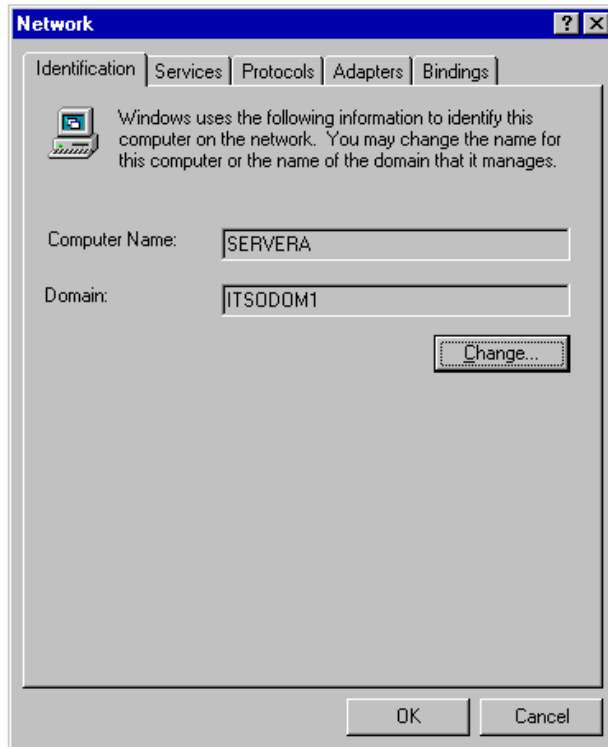 Network
Identification Services Protocols Adapters Bindings
Windows uses the following information to identify this
computer on the network. You may change the name for
this computer or the name of the domain that it manages.
Computer Name: SERVERA
Domain: ITSODOM1
Change...
OK Cancel